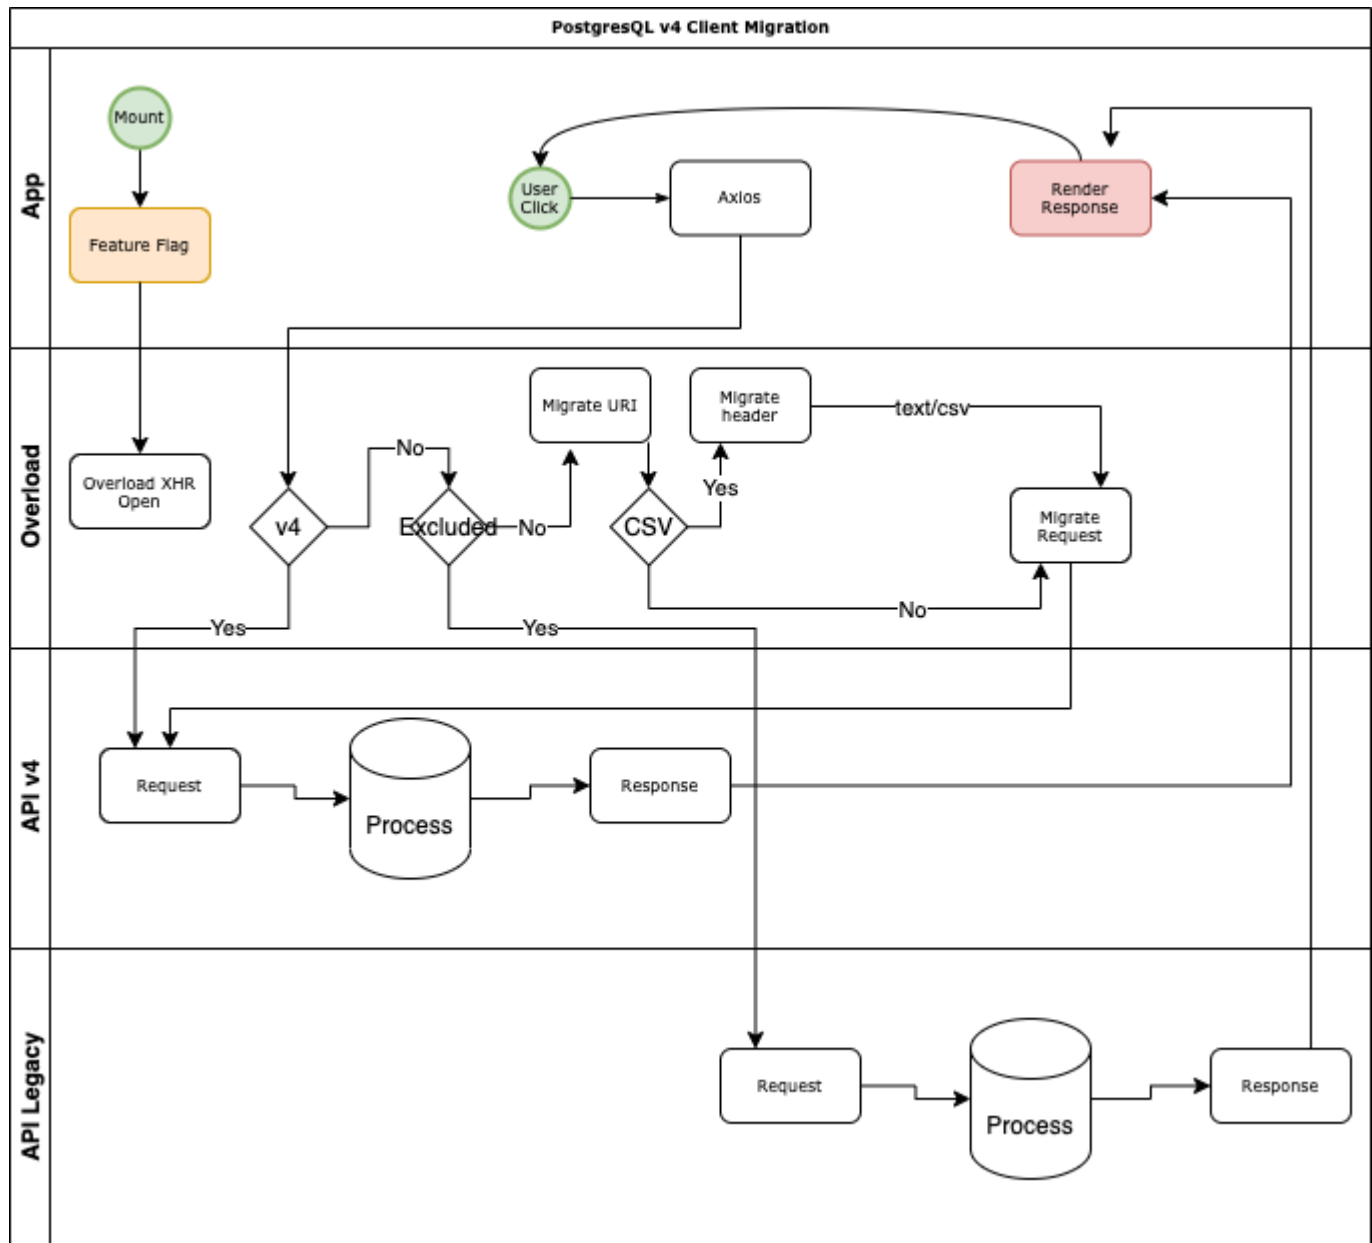 PostgresQL v4 Client Migration
App
Mount
Feature Flag
User
Click
Axios
Render
Response
Overload
Overload XHR
Open
v4
No
Yes
Excluded
No
Yes
Migrate URI
CSV
Yes
No
Migrate
header
text/csv
Migrate
Request
API v4
Request
Process
Response
API Legacy
Request
Process
Response